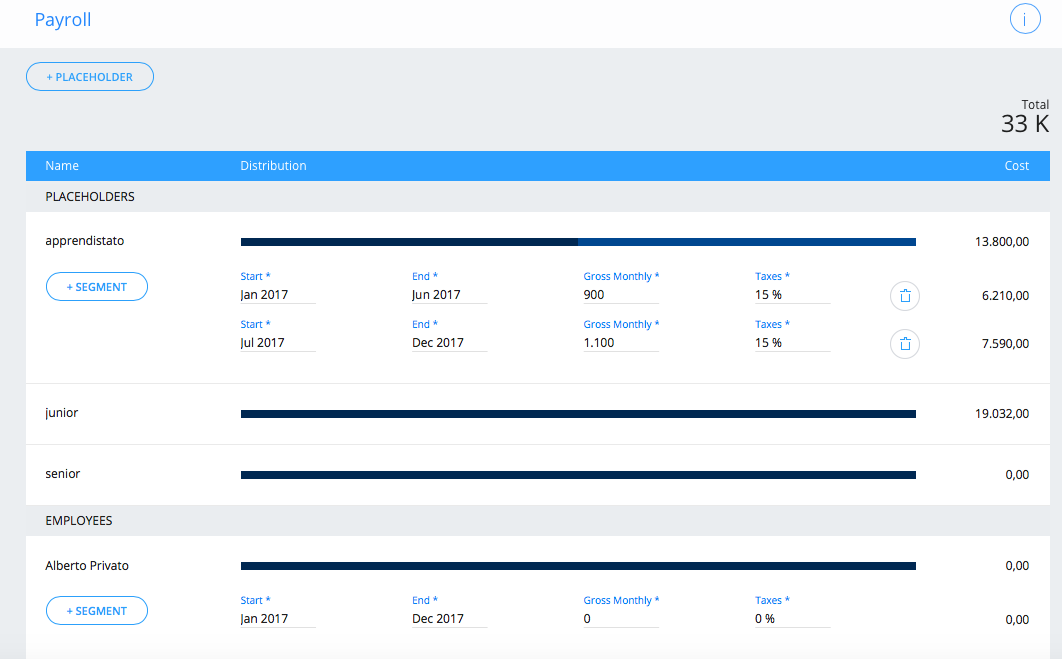 Payroll
i
+ PLACEHOLDER
Total
33 K
Name Distribution Cost
PLACEHOLDERS
apprendistato 13.800,00
Start * End * Gross Monthly * Taxes *
+ SEGMENT Jan 2017 Jun 2017 900 15 % 6.210,00
Start * End * Gross Monthly * Taxes *
Jul 2017 Dec 2017 1.100 15 % 7.590,00
junior 19.032,00
senior 0,00
EMPLOYEES
Alberto Privato 0,00
Start * End * Gross Monthly * Taxes *
+ SEGMENT Jan 2017 Dec 2017 0 0 % 0,00